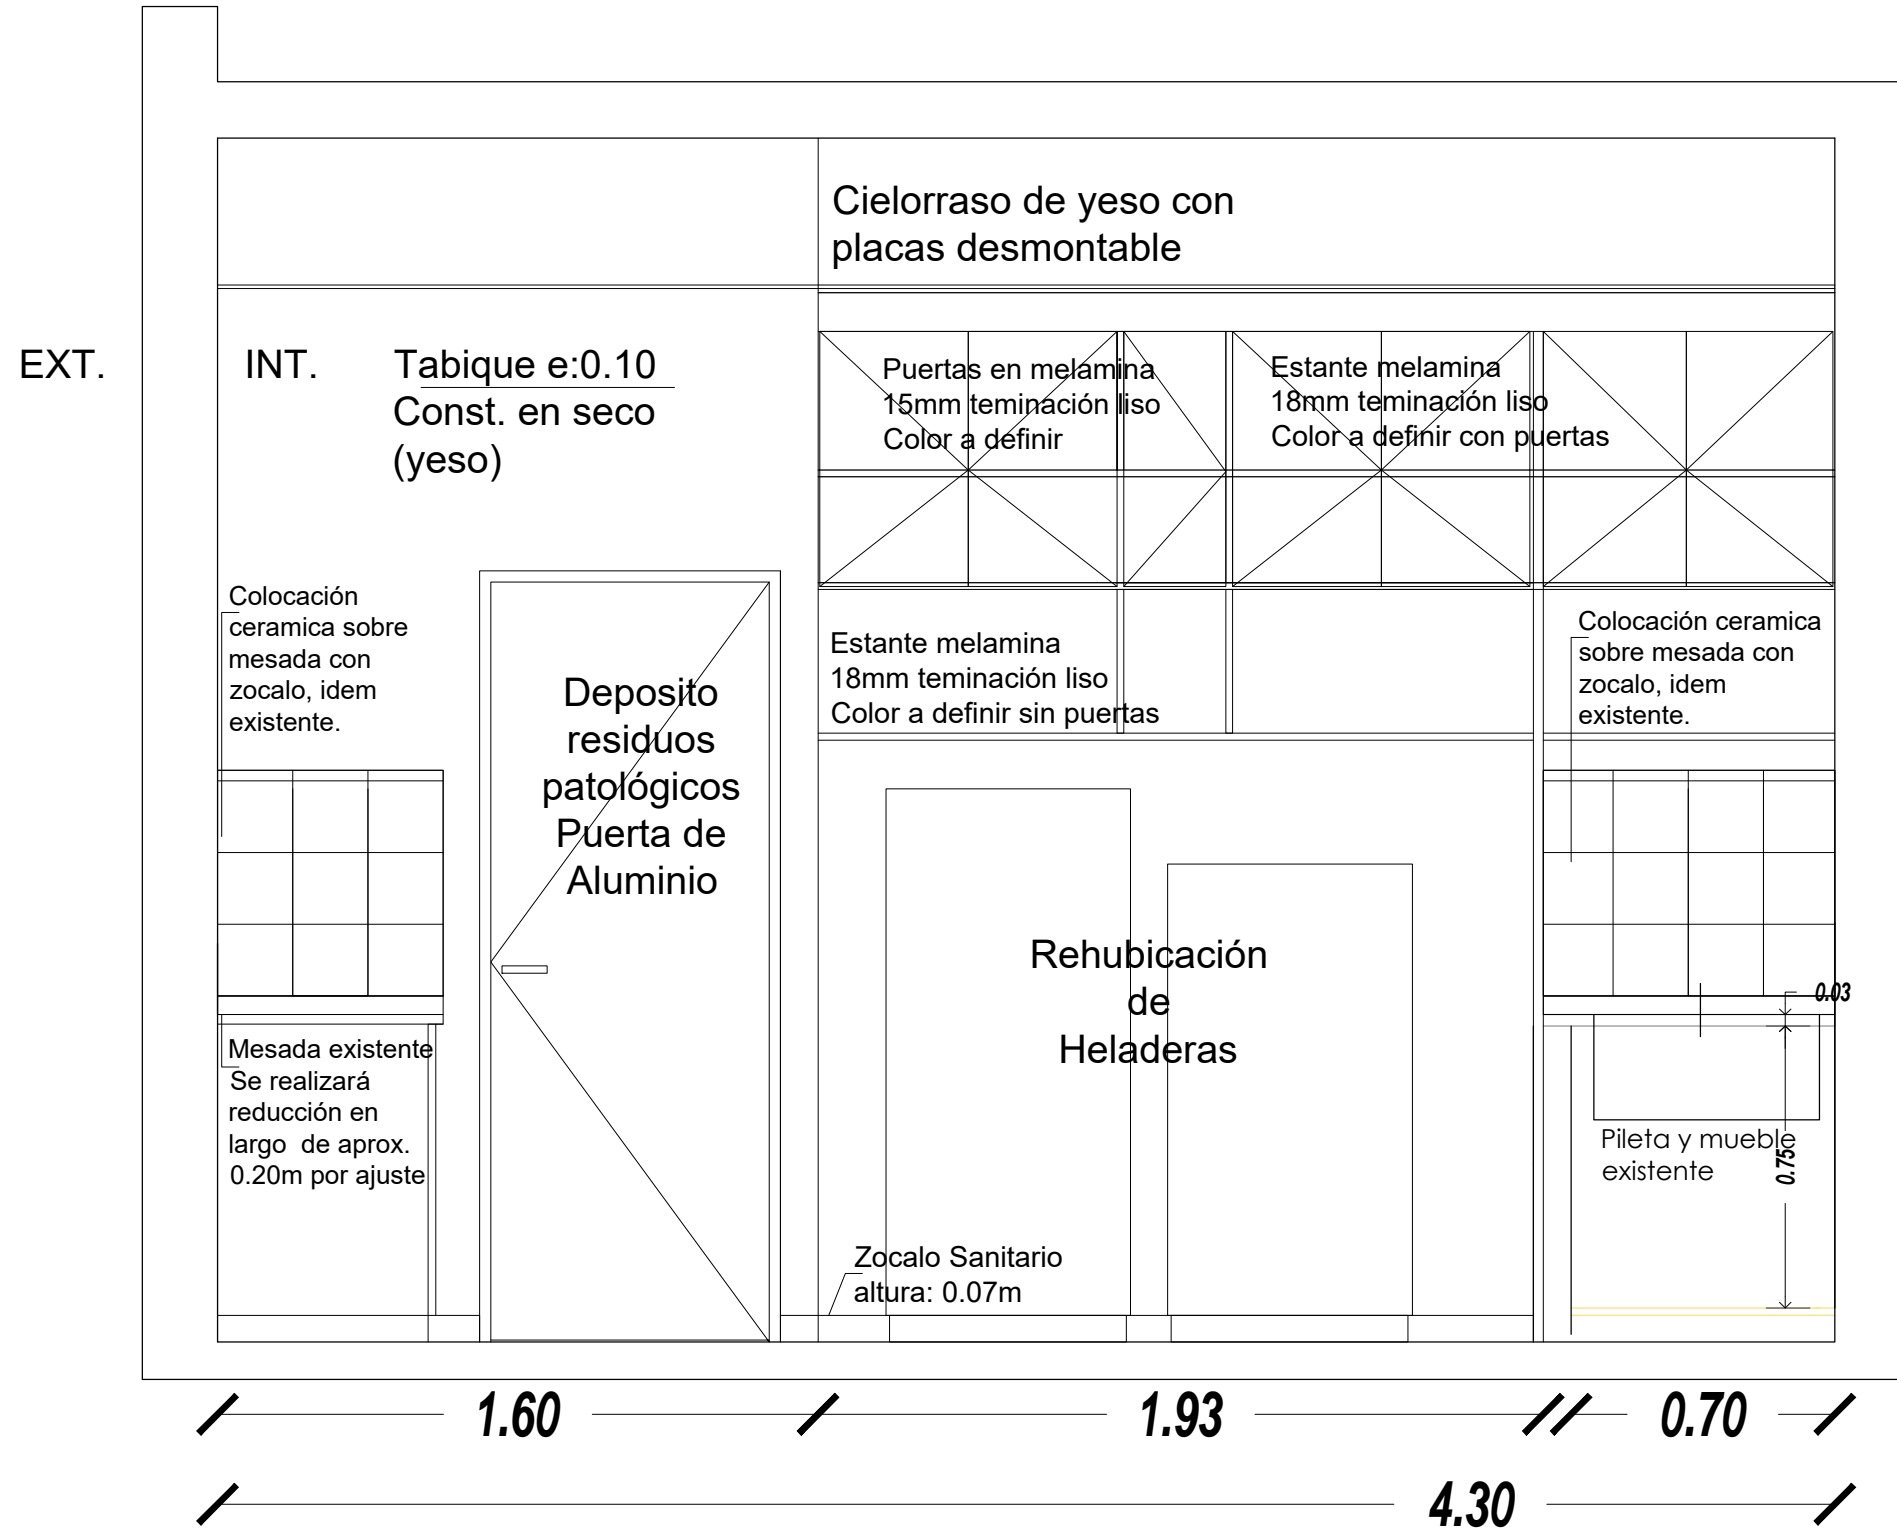 Cielorraso de yeso con
placas desmontable
EXT.
INT.
Tabique e:0.10
Const. en seco
(yeso)
Puertas en melamina
15mm teminación liso
Color a definir
Estante melamina
18mm teminación liso
Color a definir con puertas
Colocación
ceramica sobre
mesada con
zocalo, idem
existente.
Deposito
residuos
patológicos
Puerta de
Aluminio
Estante melamina
18mm teminación liso
Color a definir sin puertas
Colocación ceramica
sobre mesada con
zocalo, idem
existente.
Rehubicación
de
Heladeras
0.03
Mesada existente
Se realizará
reducción en
largo de aprox.
0.20m por ajuste
Pileta y mueble
existente
0.75
Zocalo Sanitario
altura: 0.07m
1.60
1.93
0.70
4.30